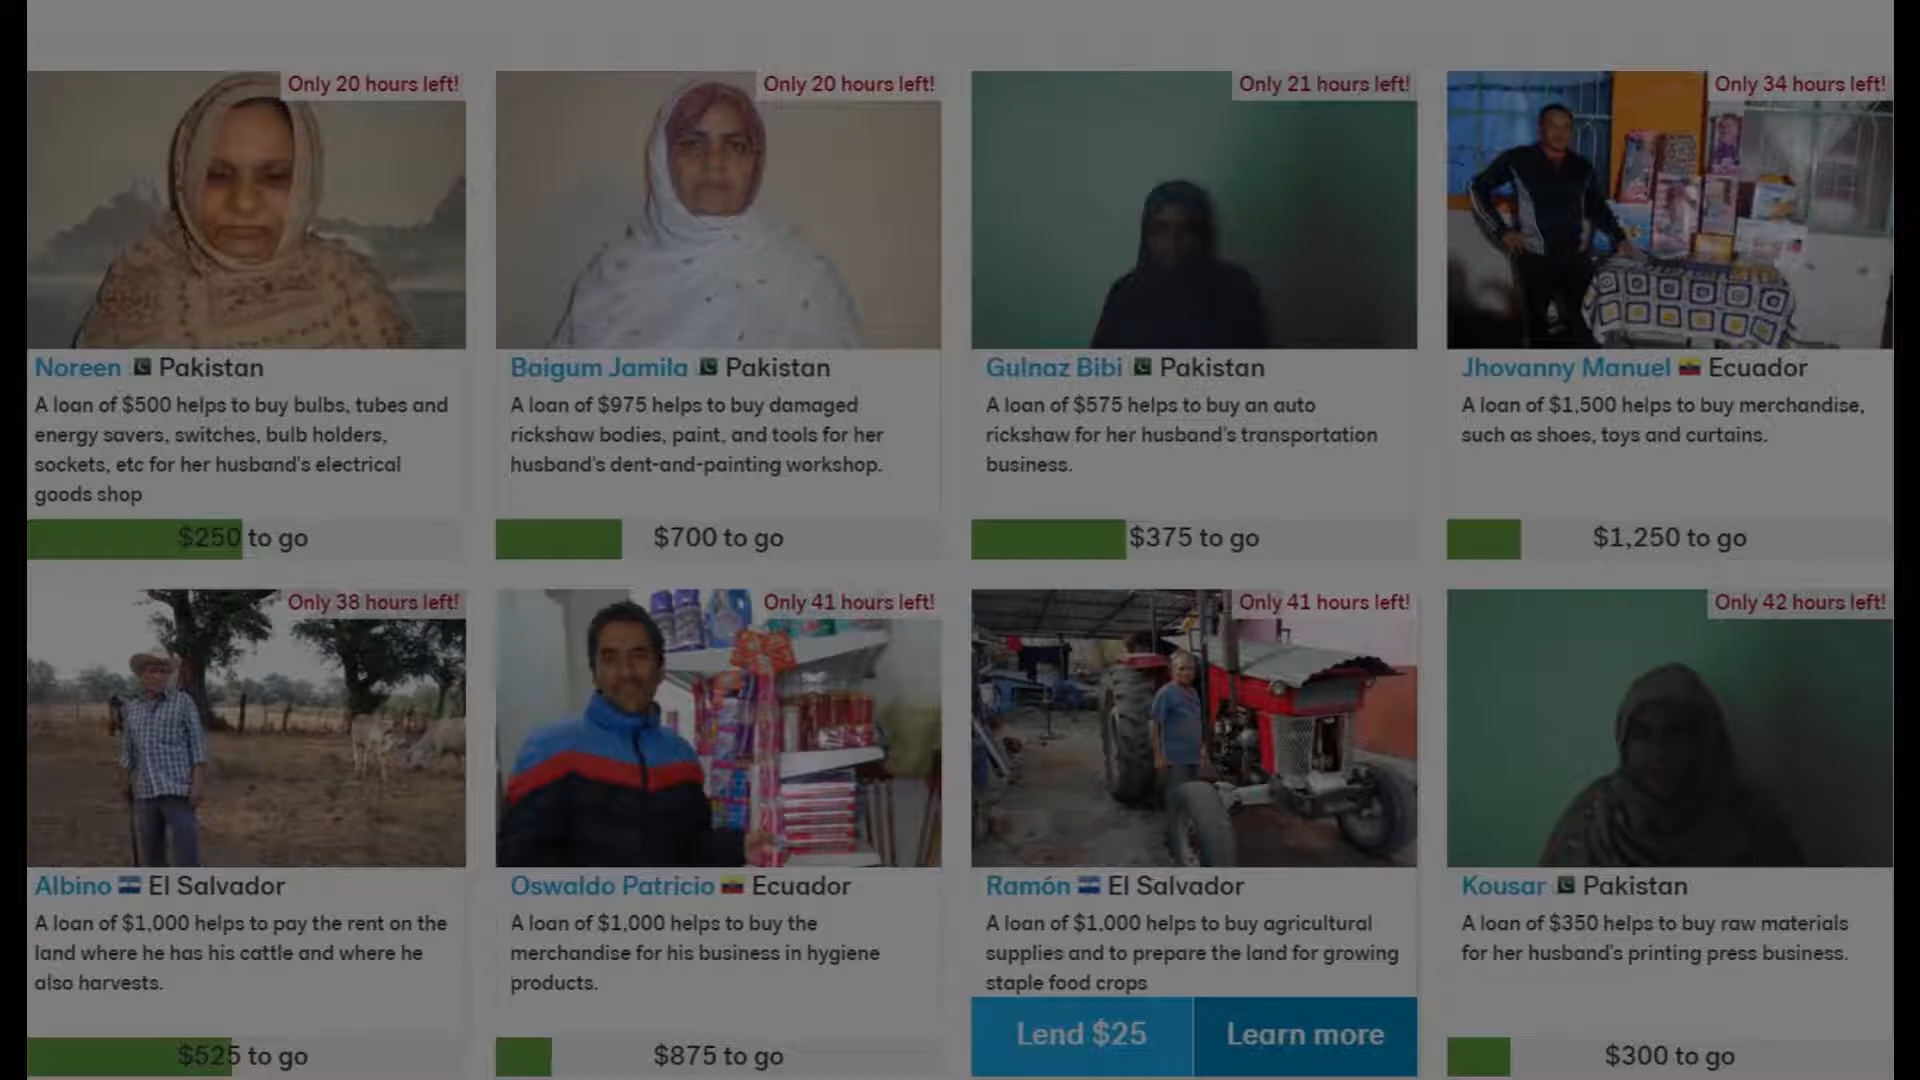 Only 20 hours left!
Only 20 hours left!
Only 21 hours left!
Only 34 hours left!
Noreen Pakistan
A loan of $500 helps to buy bulbs, tubes and
energy savers, switches, bulb holders,
sockets, etc for her husband's electrical
goods shop
$250 to go
Baigum Jamila Pakistan
A loan of $975 helps to buy damaged
rickshaw bodies, paint, and tools for her
husband's dent-and-painting workshop.
$700 to go
Gulnaz Bibi Pakistan
A loan of $575 helps to buy an auto
rickshaw for her husband's transportation
business.
$375 to go
Jhovanny Manuel Ecuador
A loan of $1,500 helps to buy merchandise,
such as shoes, toys and curtains.
$1,250 to go
Only 38 hours left!
Only 41 hours left!
Only 41 hours left!
Only 42 hours left!
Albino El Salvador
A loan of $1,000 helps to pay the rent on the
land where he has his cattle and where he
also harvests.
$525 to go
Oswaldo Patricio Ecuador
A loan of $1,000 helps to buy the
merchandise for his business in hygiene
products.
$875 to go
Ramón El Salvador
A loan of $1,000 helps to buy agricultural
supplies and to prepare the land for growing
staple food crops
Lend $25
Learn more
Kousar Pakistan
A loan of $350 helps to buy raw materials
for her husband's printing press business.
$300 to go